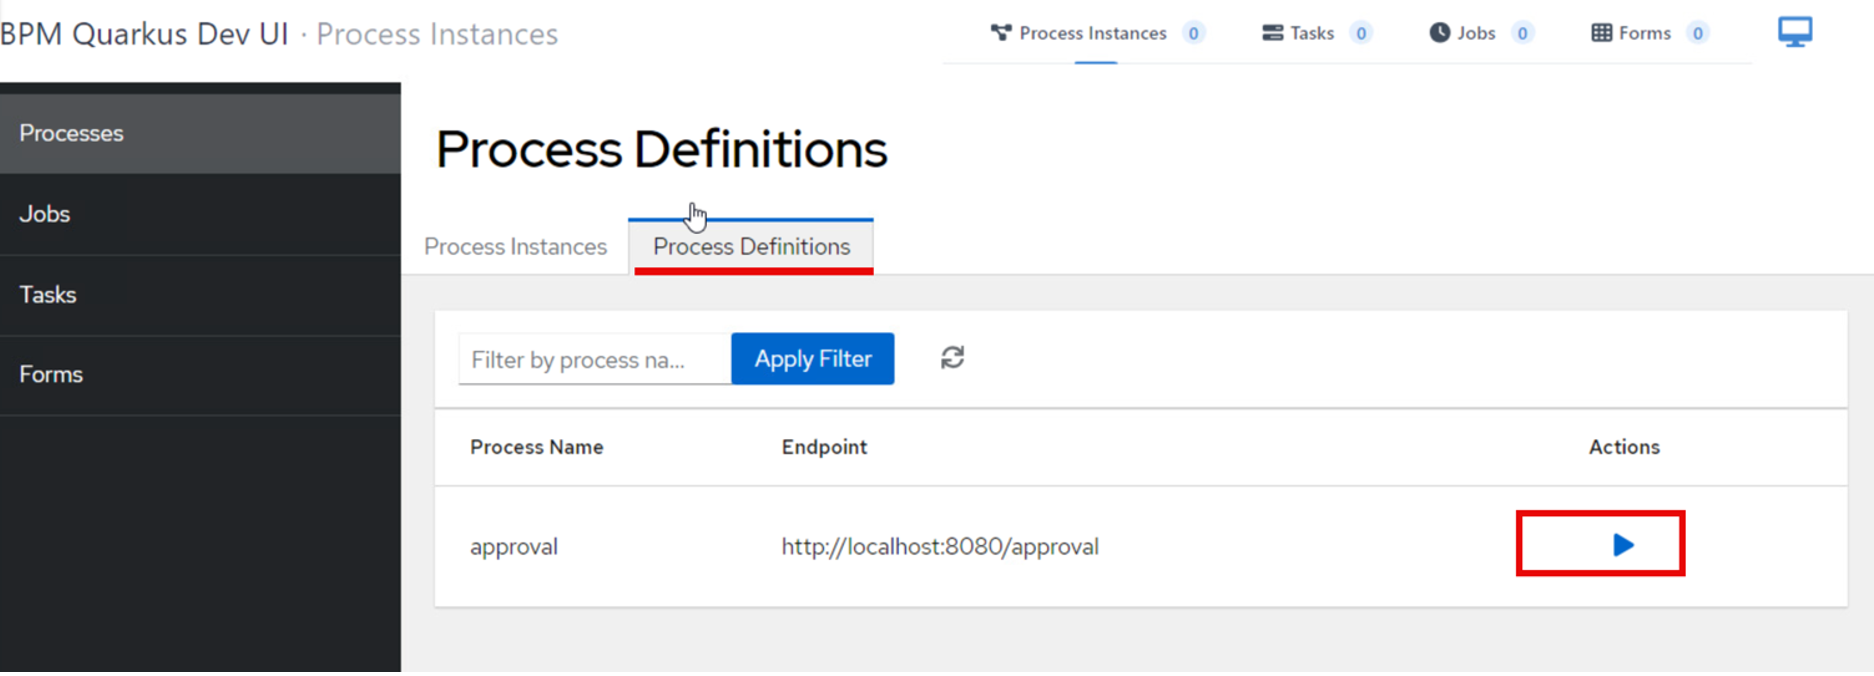 BPM Quarkus Dev UI · Process Instances
Process Instances 0 Tasks 0 Jobs 0 Forms 0
Processes
Jobs
Tasks
Forms
Process Definitions
Process Instances Process Definitions
Filter by process na... Apply Filter
Process Name Endpoint Actions
approval http://localhost:8080/approval